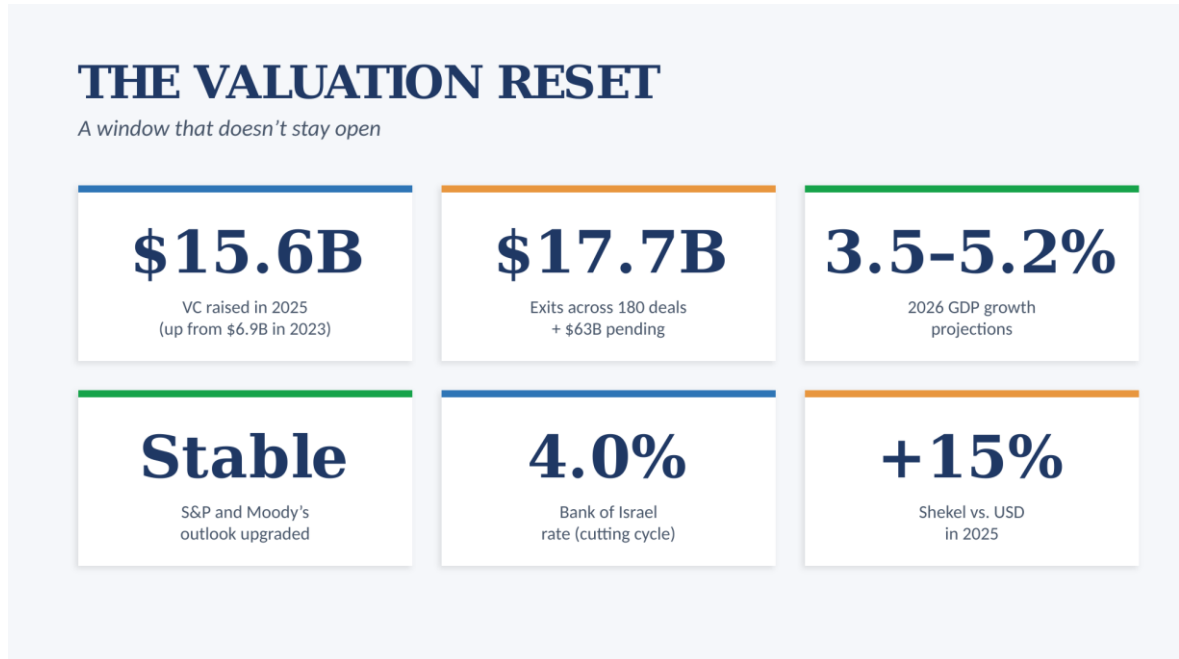 THE VALUATION RESET
A window that doesn’t stay open
$15.6B
VC raised in 2025
(up from $6.9B in 2023)
$17.7B
Exits across 180 deals
+ $63B pending
3.5–5.2%
2026 GDP growth
projections
Stable
S&P and Moody’s
outlook upgraded
4.0%
Bank of Israel
rate (cutting cycle)
+15%
Shekel vs. USD
in 2025